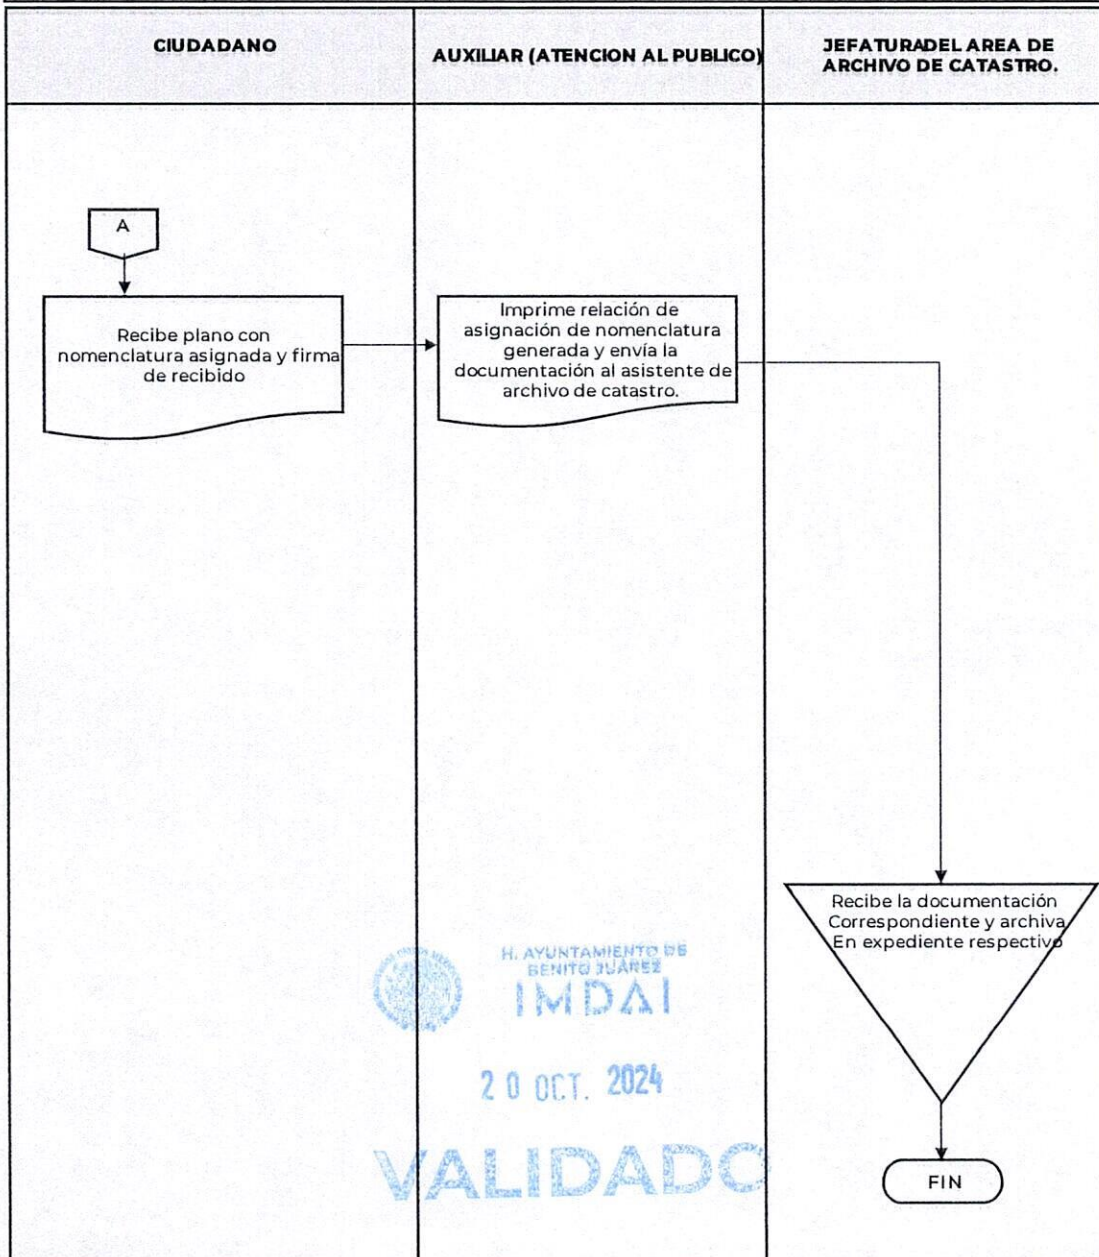 CIUDADANO
AUXILIAR (ATENCION AL PUBLICO)
JEFATURADEL AREA DE
ARCHIVO DE CATASTRO.
A
Recibe plano con
nomenclatura asignada y firma
de recibido
Imprime relación de
asignación de nomenclatura
generada y envía la
documentación al asistente de
archivo de catastro.
Recibe la documentación
Correspondiente y archiva
En expediente respectivo
H. AYUNTAMIENTO DE
BENITO JUÁREZ
IMDAI
20 OCT. 2024
VALIDADO
FIN